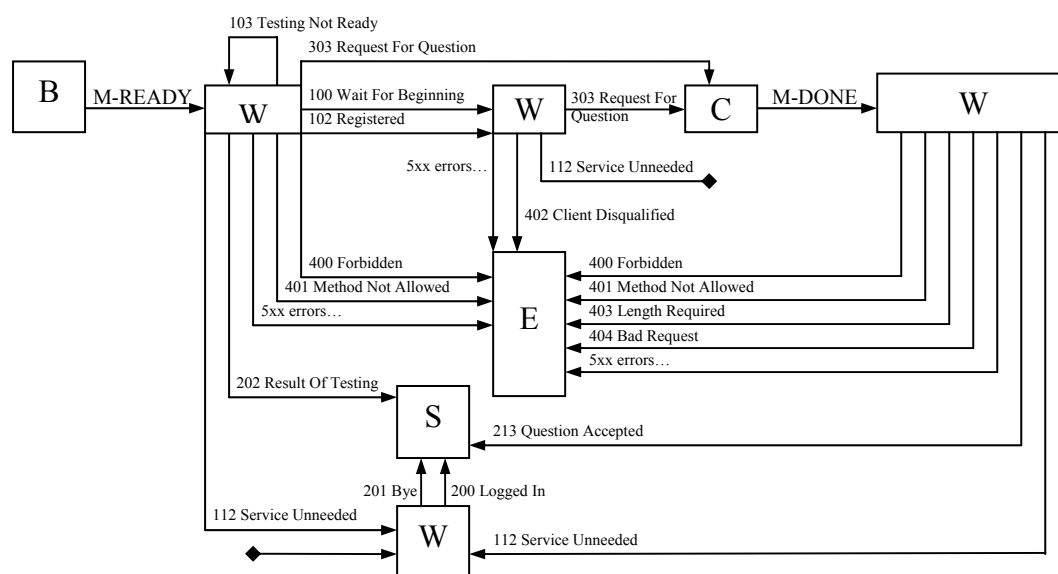 103 Testing Not Ready
303 Request For Question
B
M-READY
W
100 Wait For Beginning
102 Registered
W
303 Request For
Question
C
M-DONE
W
5xx errors…
112 Service Unneeded
402 Client Disqualified
400 Forbidden
401 Method Not Allowed
5xx errors…
E
400 Forbidden
401 Method Not Allowed
403 Length Required
404 Bad Request
5xx errors…
202 Result Of Testing
S
213 Question Accepted
201 Bye
200 Logged In
112 Service Unneeded
W
112 Service Unneeded